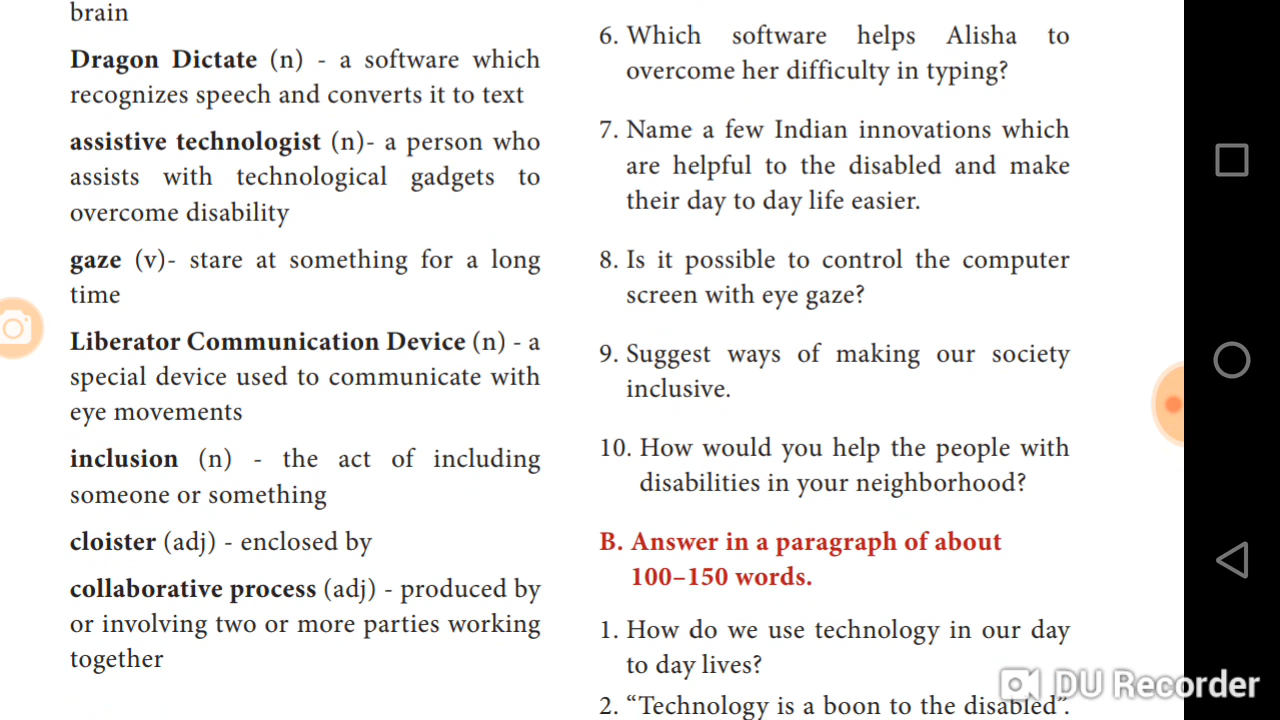 brain
Dragon Dictate (n) - a software which
recognizes speech and converts it to text
assistive technologist (n)- a person who
assists with technological gadgets to
overcome disability
gaze (v)- stare at something for a long
time
Liberator Communication Device (n) - a
special device used to communicate with
eye movements
inclusion (n) - the act of including
someone or something
cloister (adj) - enclosed by
collaborative process (adj) - produced by
or involving two or more parties working
together
6. Which software helps Alisha to
overcome her difficulty in typing?
7. Name a few Indian innovations which
are helpful to the disabled and make
their day to day life easier.
8. Is it possible to control the computer
screen with eye gaze?
9. Suggest ways of making our society
inclusive.
10. How would you help the people with
disabilities in your neighborhood?
B. Answer in a paragraph of about
100–150 words.
1. How do we use technology in our day
to day lives?
2. “Technology is a boon to the disabled”.
DU Recorder